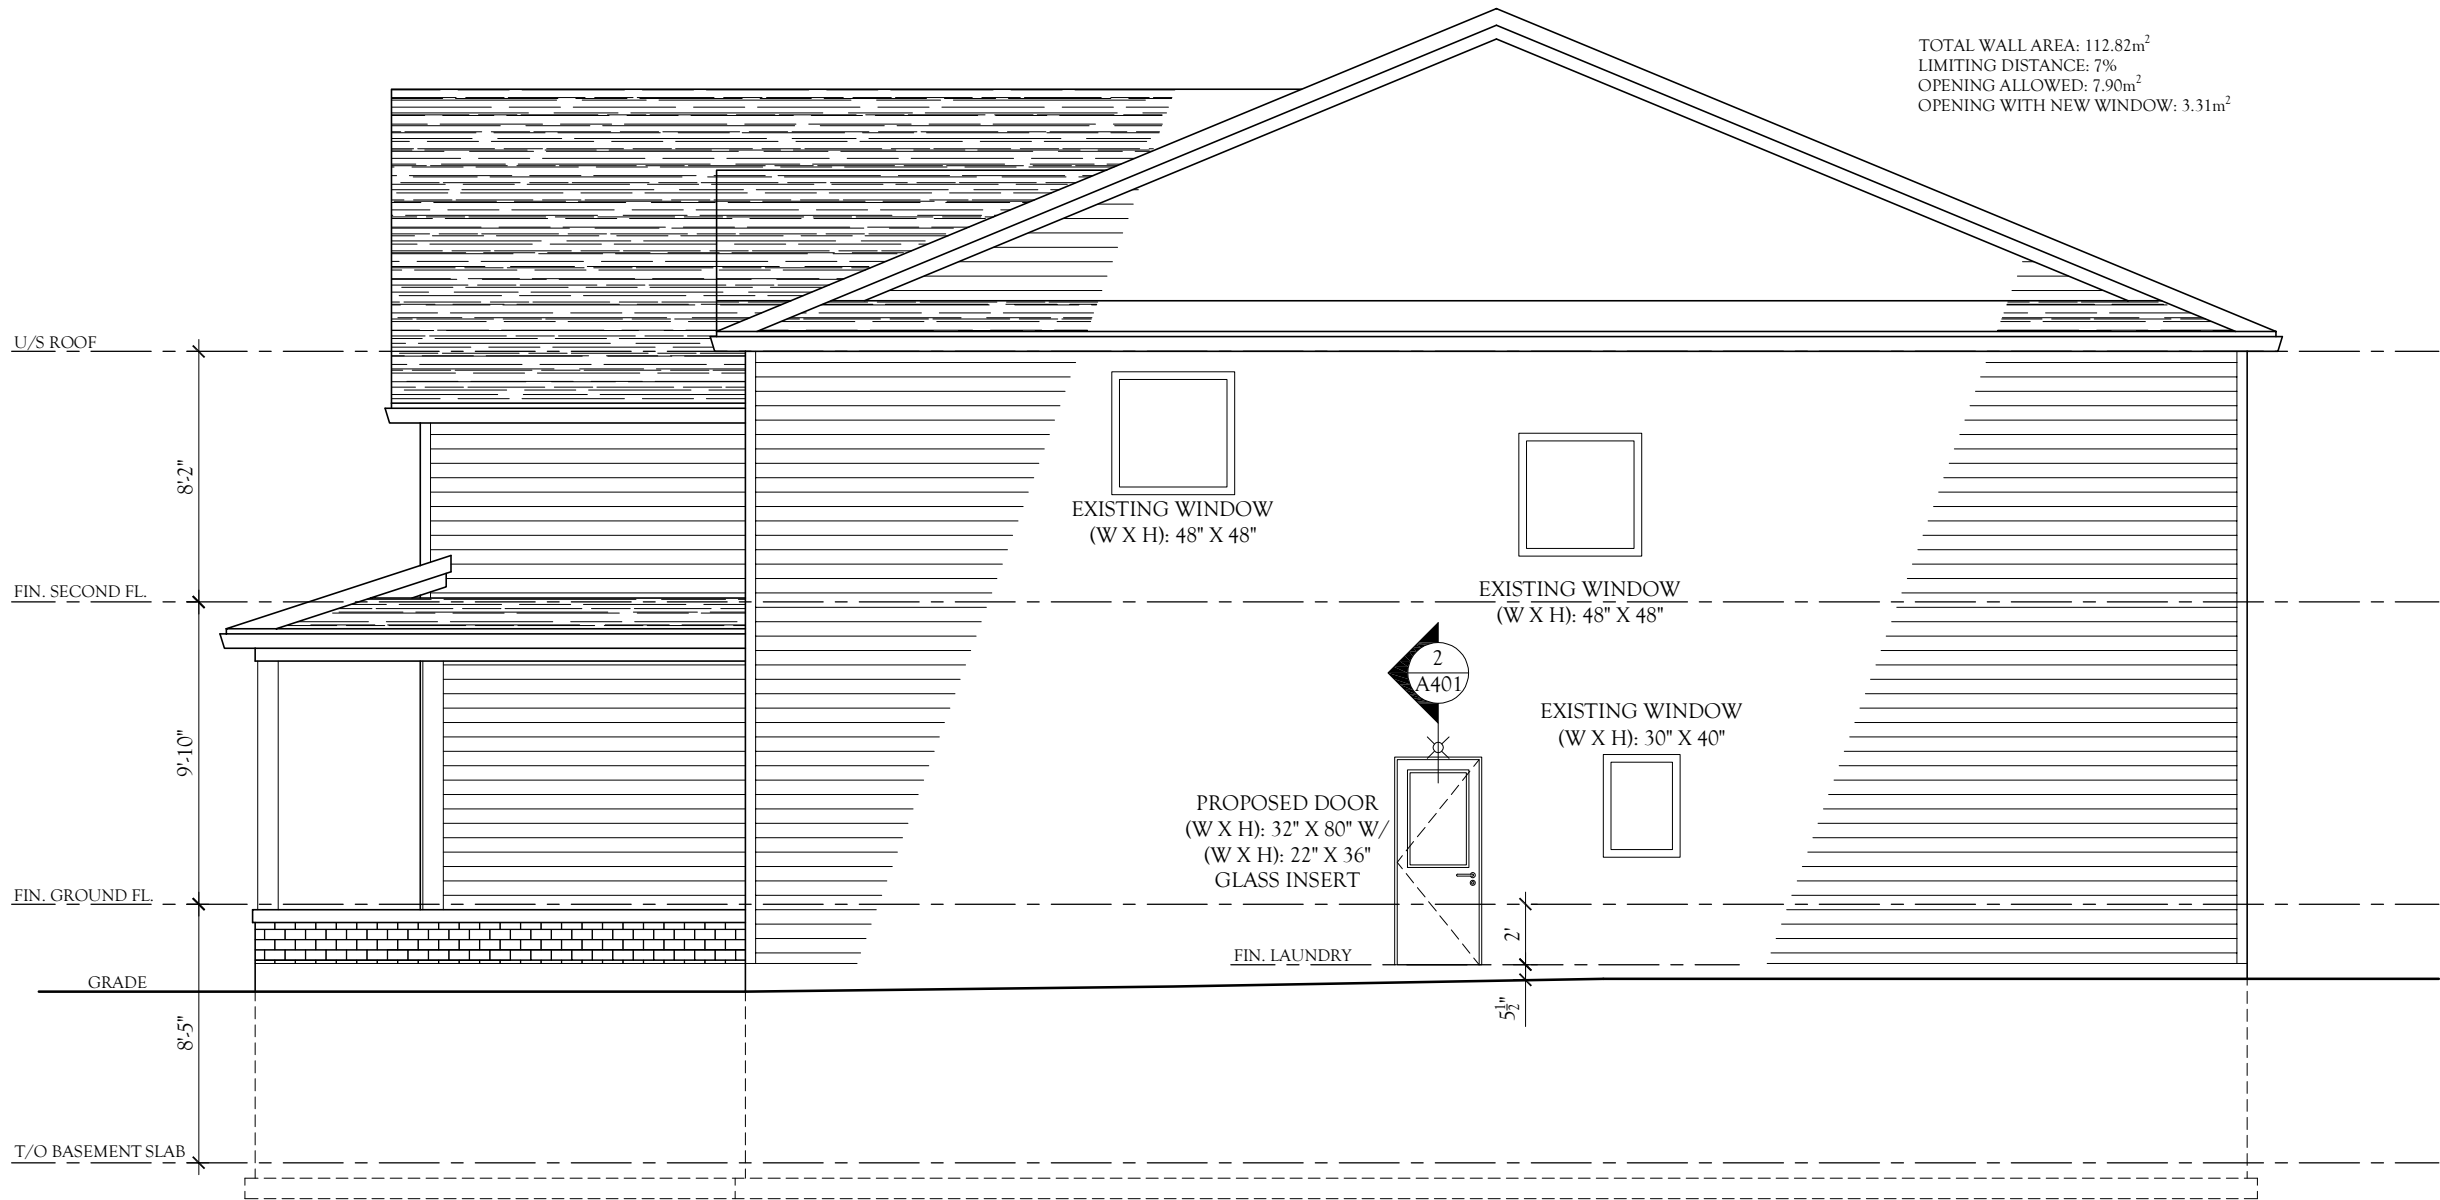 TOTAL WALL AREA: 112.82m²
LIMITING DISTANCE: 7%
OPENING ALLOWED: 7.90m²
OPENING WITH NEW WINDOW: 3.31m²
U/S ROOF
8'-2"
EXISTING WINDOW
(W X H): 48" X 48"
EXISTING WINDOW
(W X H): 48" X 48"
FIN. SECOND FL.
2
A401
9'-10"
EXISTING WINDOW
(W X H): 30" X 40"
PROPOSED DOOR
(W X H): 32" X 80" W/
(W X H): 22" X 36"
GLASS INSERT
FIN. GROUND FL.
2'
FIN. LAUNDRY
GRADE
5½"
8'-5"
T/O BASEMENT SLAB